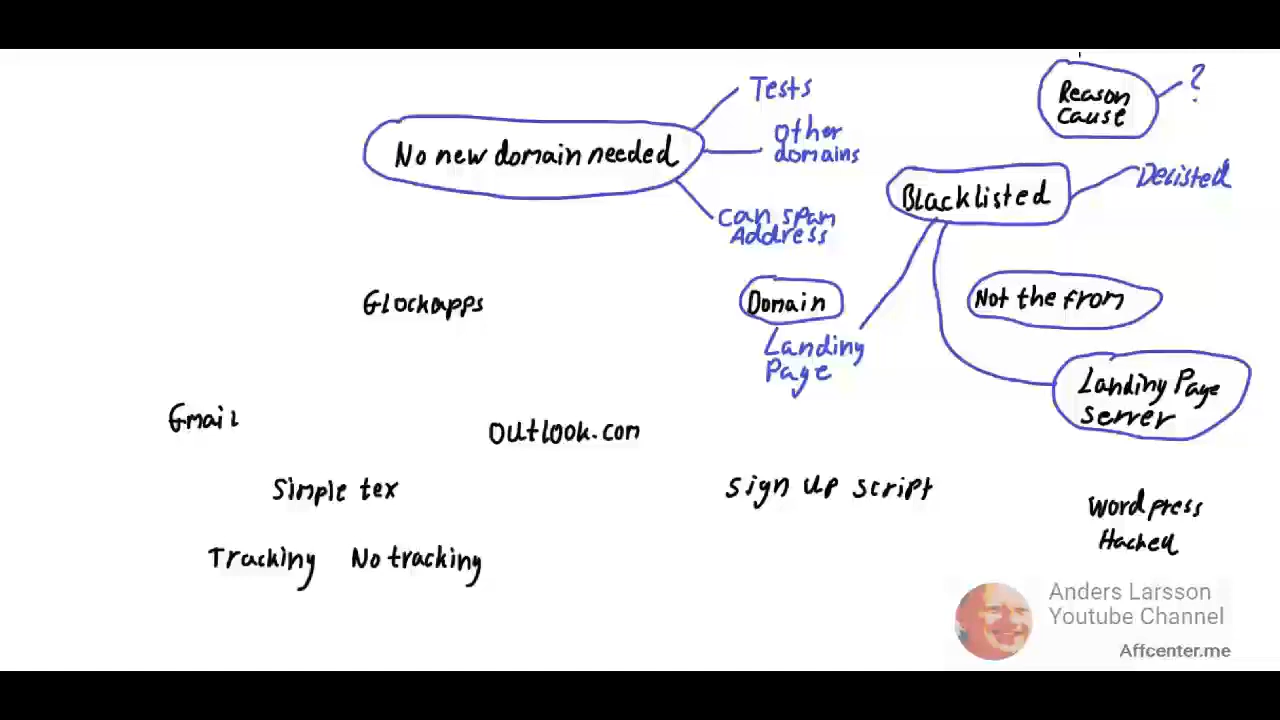 Tests
Other
domains
No new domain needed
Can spam
Address
Reason
Cause
?
Blacklisted
Delisted
Glockapps
Domain
Landing
Page
Not the from
Landing Page
server
Gmail
Outlook.com
Simple tex
Sign up script
Wordpress
Hacked
Tracking
No tracking
Anders Larsson
Youtube Channel
Affcenter.me